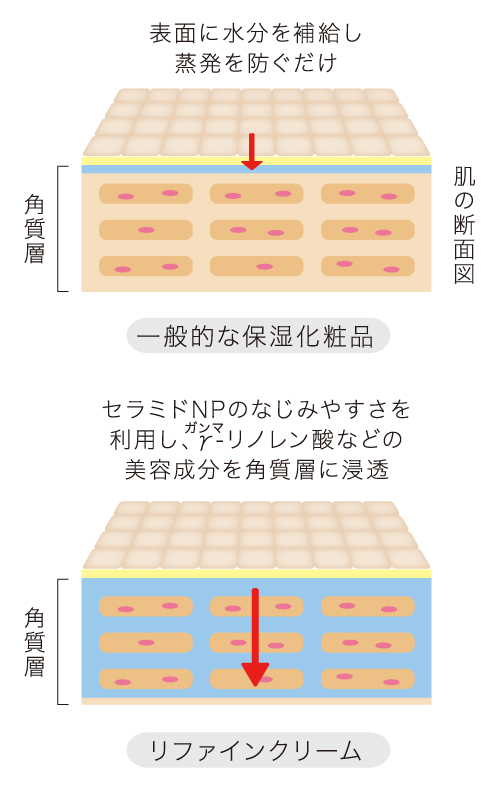 表面に水分を補給し
蒸発を防ぐだけ
角質層
肌の断面図
一般的な保湿化粧品
セラミドNPのなじみやすさを
ガンマ
利用し、γ-リノレン酸などの
美容成分を角質層に浸透
角質層
リファインクリーム